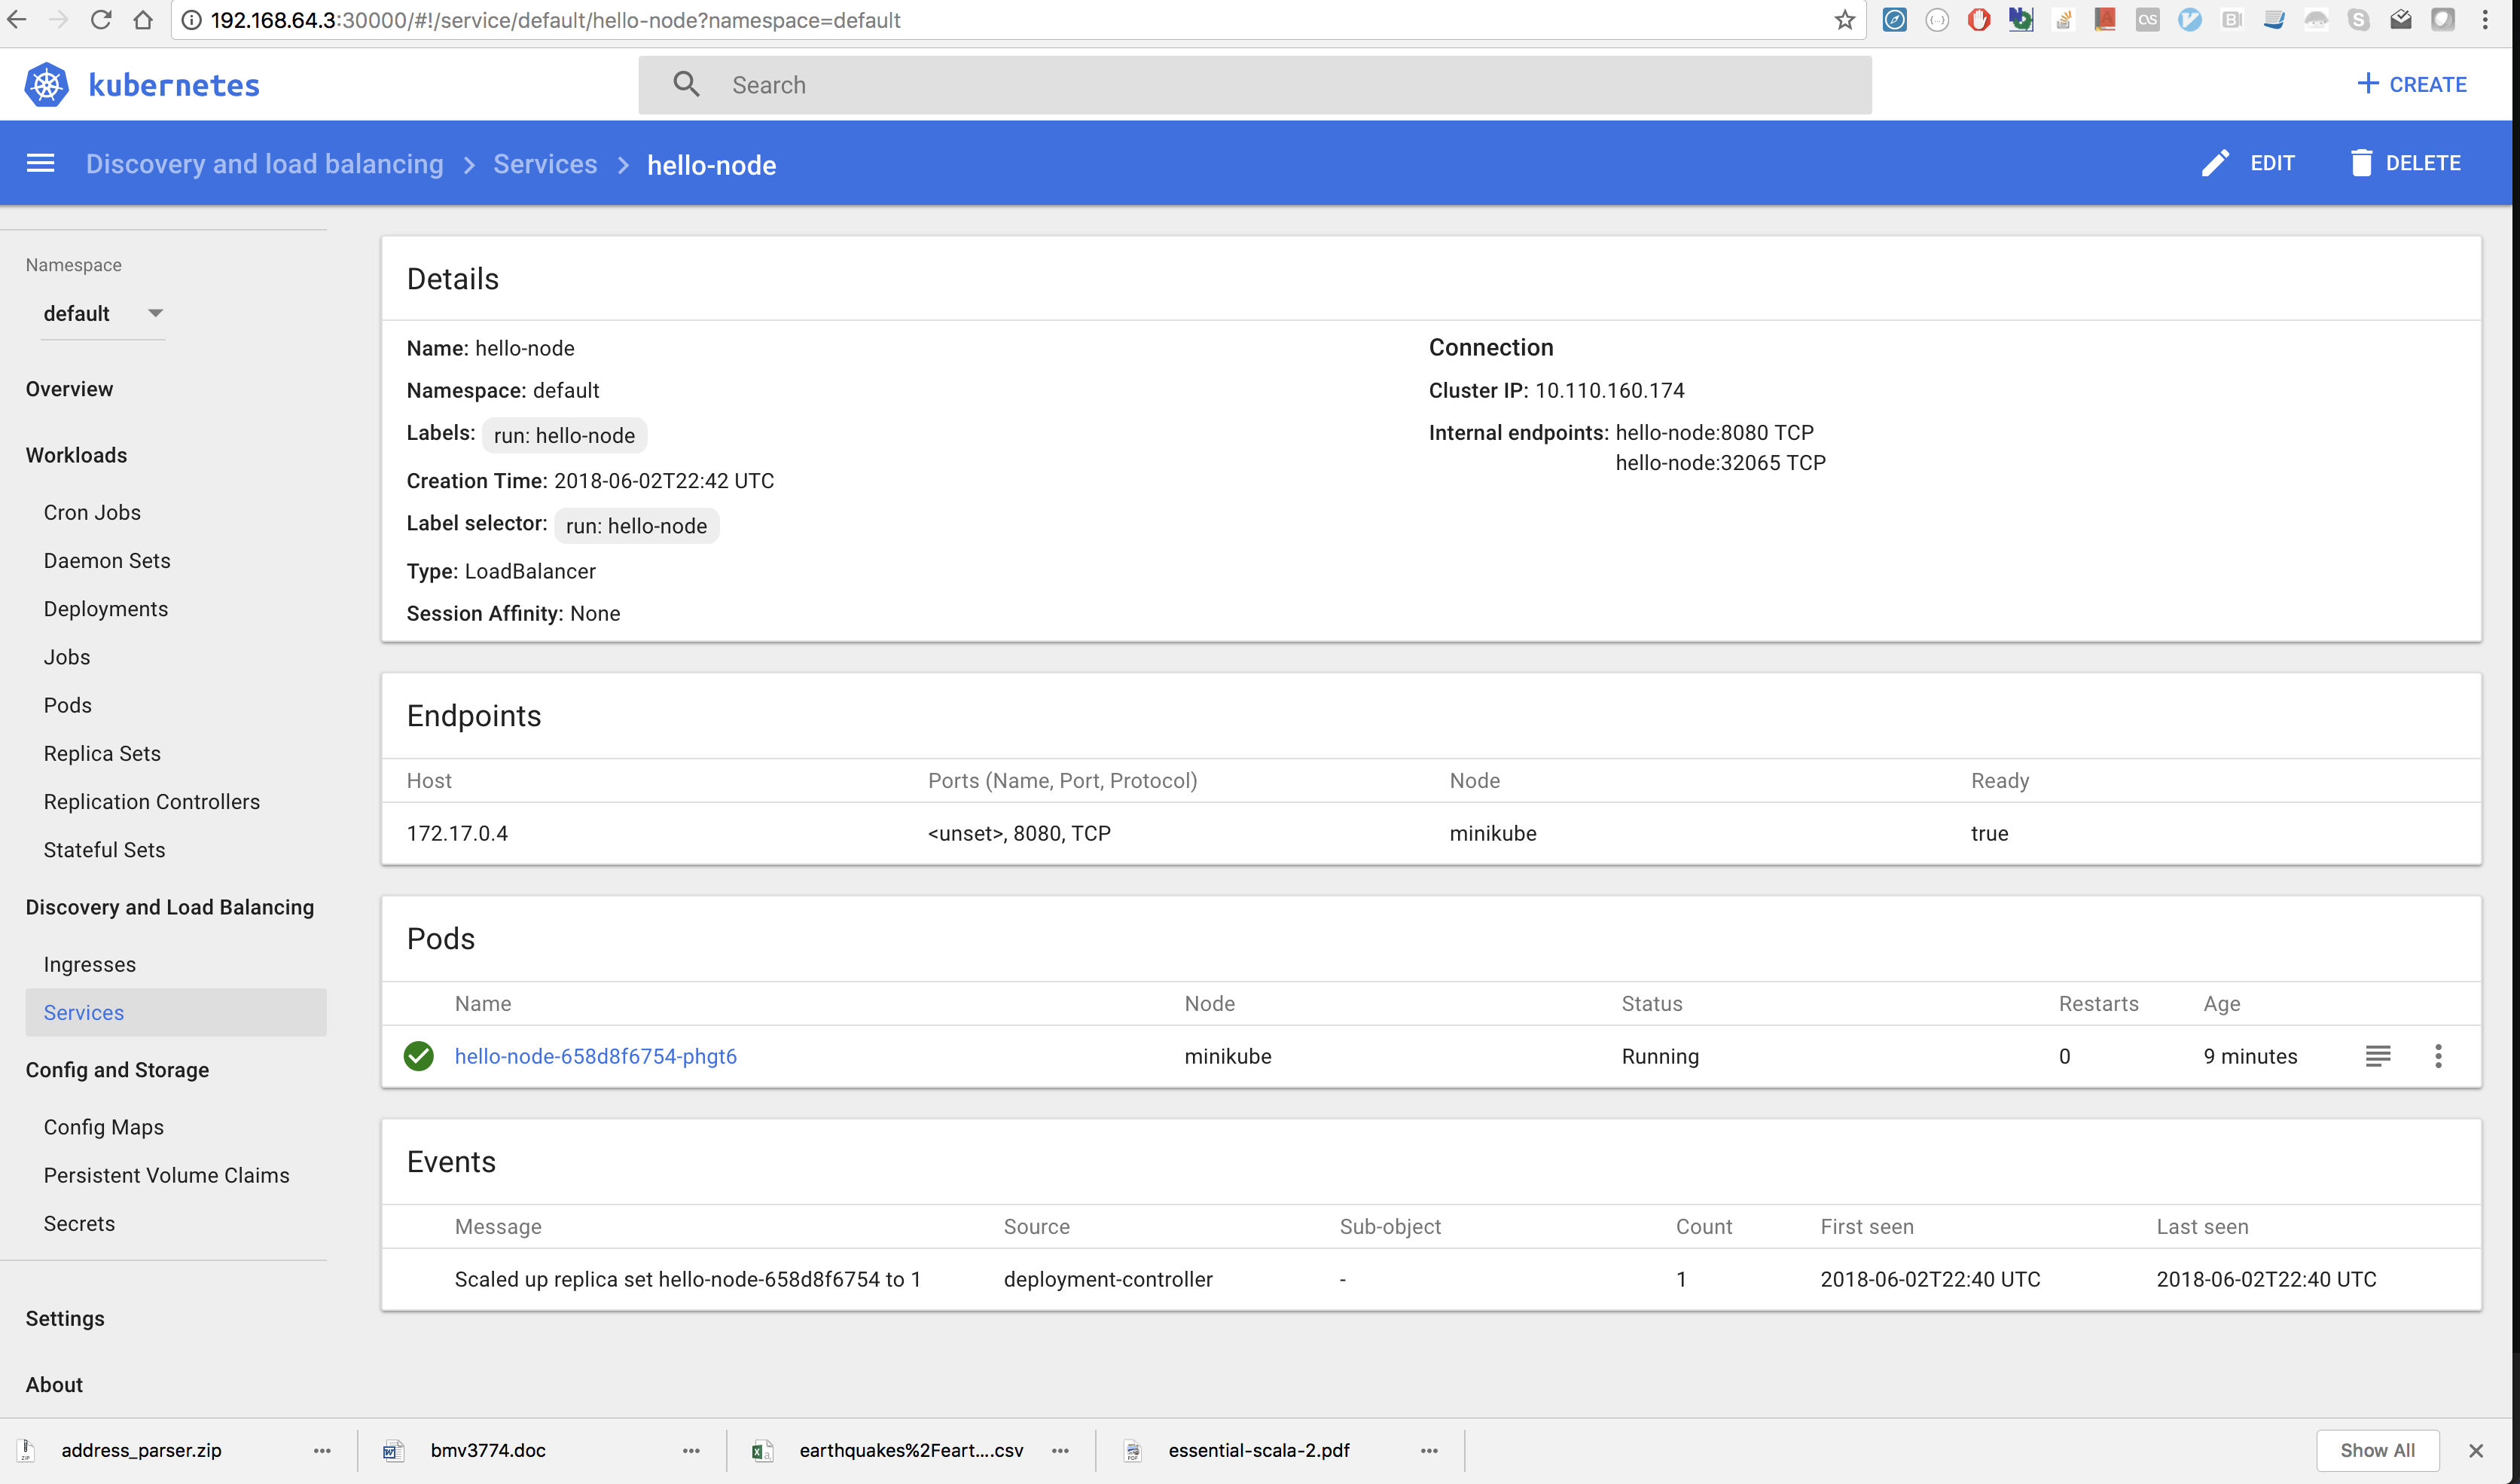 192.168.64.3:30000/#!/service/default/hello-node?namespace=default
kubernetes
Search
CREATE
Discovery and load balancing > Services > hello-node
EDIT
DELETE
Namespace
default
Overview
Workloads
Cron Jobs
Daemon Sets
Deployments
Jobs
Pods
Replica Sets
Replication Controllers
Stateful Sets
Discovery and Load Balancing
Ingresses
Services
Config and Storage
Config Maps
Persistent Volume Claims
Secrets
Settings
About
Details
Name: hello-node
Namespace: default
Labels: run: hello-node
Creation Time: 2018-06-02T22:42 UTC
Label selector: run: hello-node
Type: LoadBalancer
Session Affinity: None
Connection
Cluster IP: 10.110.160.174
Internal endpoints: hello-node:8080 TCP
hello-node:32065 TCP
Endpoints
Host Ports (Name, Port, Protocol) Node Ready
172.17.0.4 <unset>, 8080, TCP minikube true
Pods
Name Node Status Restarts Age
hello-node-658d8f6754-phgt6 minikube Running 0 9 minutes
Events
Message Source Sub-object Count First seen Last seen
Scaled up replica set hello-node-658d8f6754 to 1 deployment-controller - 1 2018-06-02T22:40 UTC 2018-06-02T22:40 UTC
address_parser.zip
bmv3774.doc
earthquakes%2Feart....csv
essential-scala-2.pdf
Show All